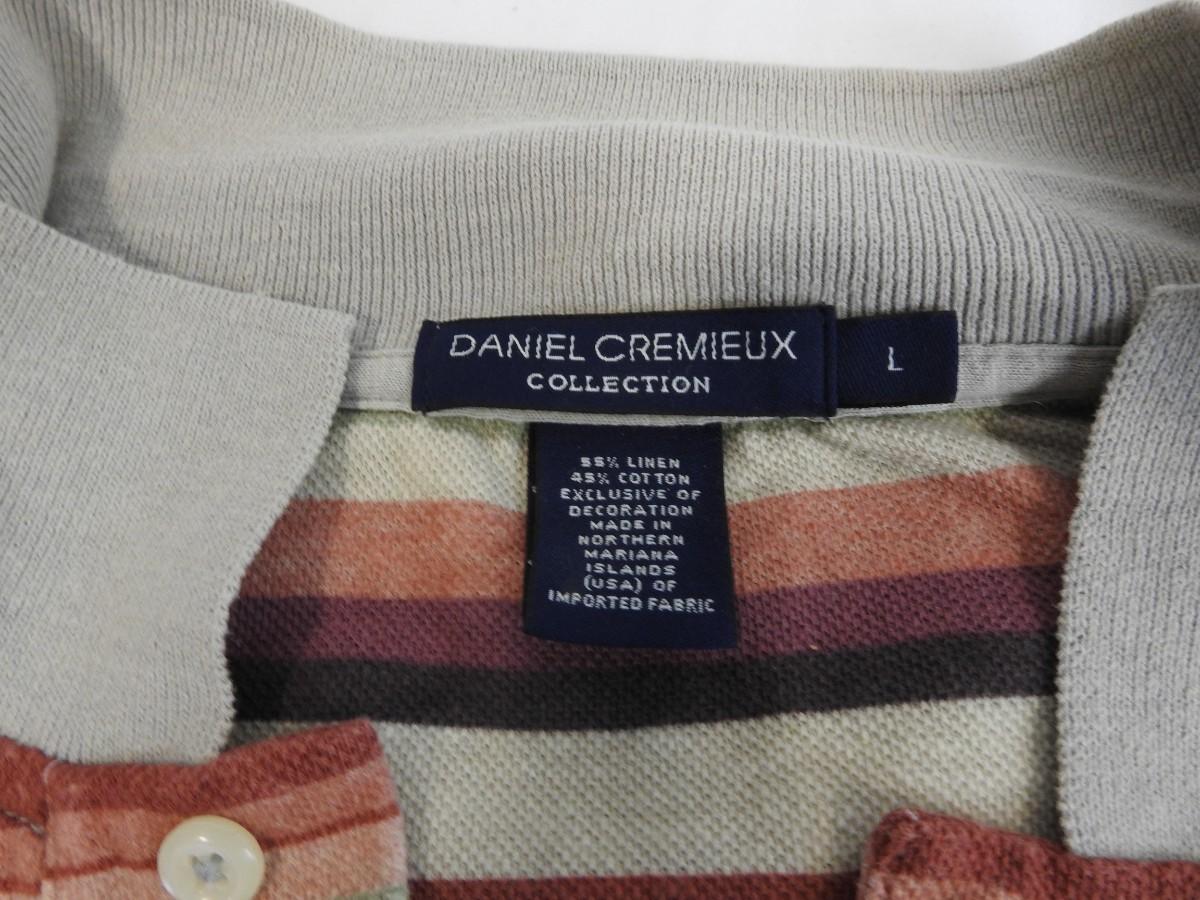 DANIEL CREMIEUX
COLLECTION
L
55% LINEN
45% COTTON
EXCLUSIVE OF
DECORATION
MADE IN
NORTHERN
MARIANA
ISLANDS
(USA) OF
IMPORTED FABRIC